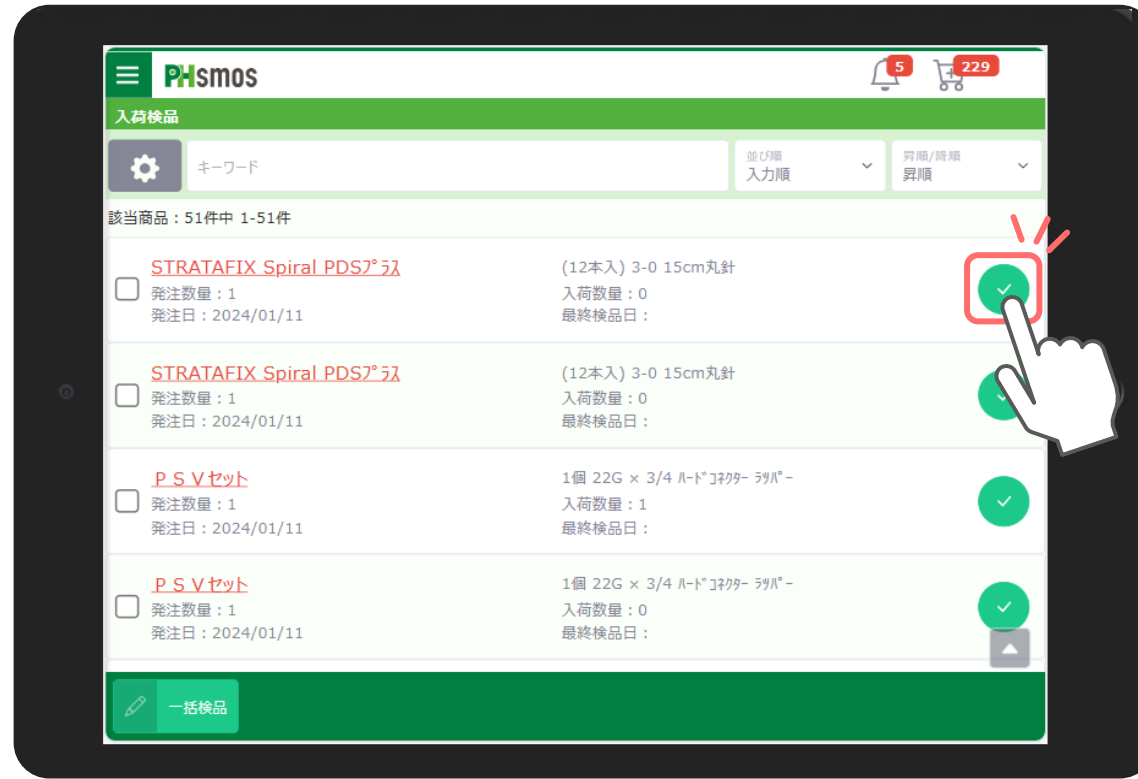 PHsmos
5
229
入荷検品
キーワード
並び順
入力順
昇順/降順
昇順
該当商品：51件中 1-51件
STRATAFIX Spiral PDSﾌﾟﾗｽ
(12本入) 3-0 15cm丸針
発注数量：1
入荷数量：0
発注日：2024/01/11
最終検品日：
STRATAFIX Spiral PDSﾌﾟﾗｽ
(12本入) 3-0 15cm丸針
発注数量：1
入荷数量：0
発注日：2024/01/11
最終検品日：
ＰＳＶセット
1個 22G × 3/4 ﾊｰﾄﾞｺﾈｸﾀｰ ﾗﾂﾊﾟｰ
発注数量：1
入荷数量：1
発注日：2024/01/11
最終検品日：
ＰＳＶセット
1個 22G × 3/4 ﾊｰﾄﾞｺﾈｸﾀｰ ﾗﾂﾊﾟｰ
発注数量：1
入荷数量：0
発注日：2024/01/11
最終検品日：
一括検品